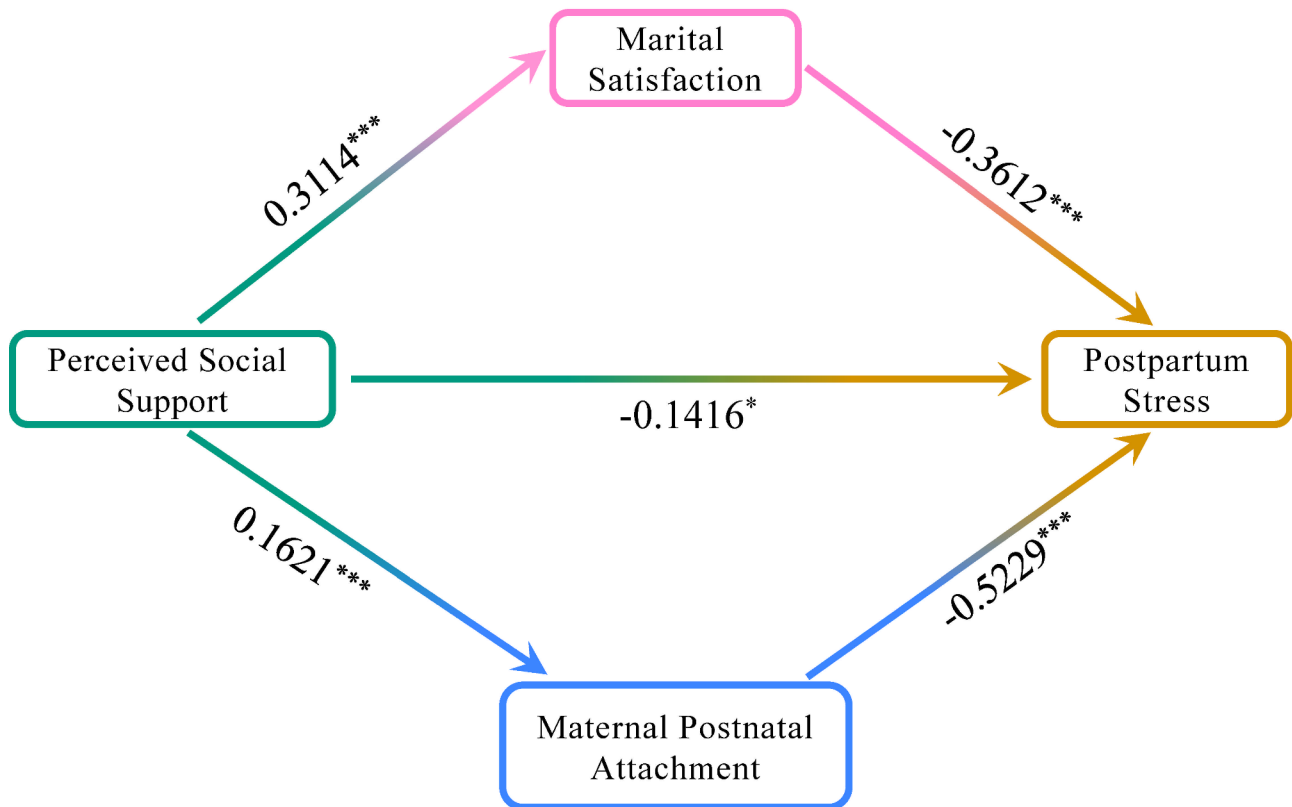 Marital
Satisfaction
0.3114***
-0.3612***
Perceived Social
Support
-0.1416*
Postpartum
Stress
0.1621***
-0.5229***
Maternal Postnatal
Attachment